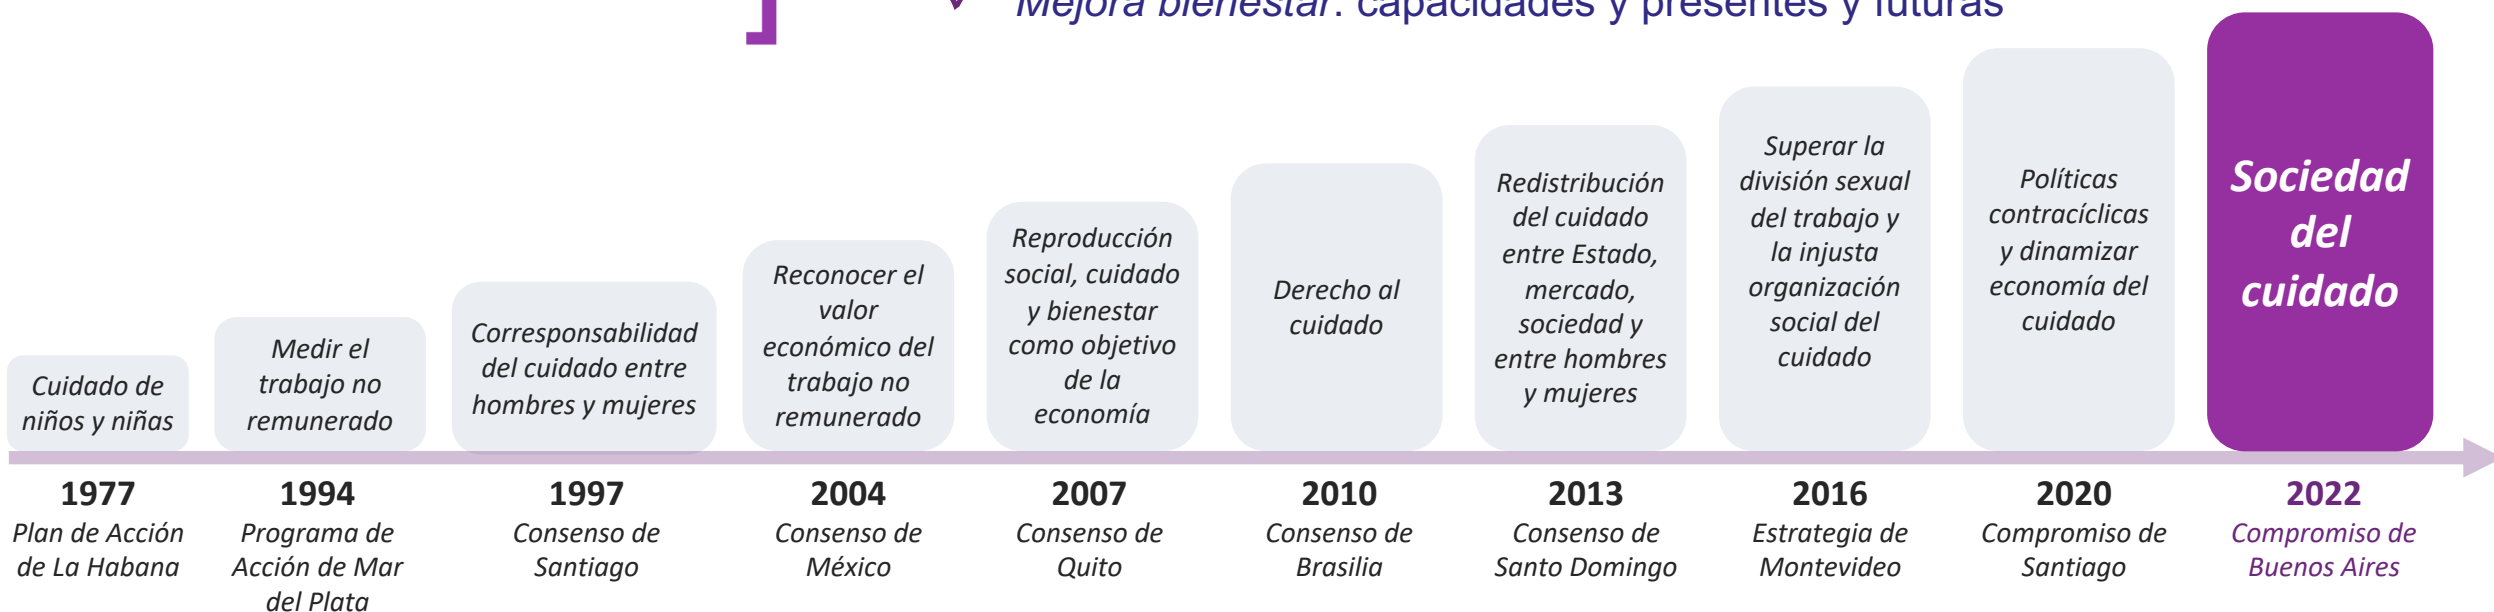 Mejora bienestar: capacidades y presentes y futuras
Cuidado de
niños y niñas
Medir el
trabajo no
remunerado
Corresponsabilidad
del cuidado entre
hombres y mujeres
Reconocer el
valor
económico del
trabajo no
remunerado
Reproducción
social, cuidado
y bienestar
como objetivo
de la
economía
Derecho al
cuidado
Redistribución
del cuidado
entre Estado,
mercado,
sociedad y
entre hombres
y mujeres
Superar la
división sexual
del trabajo y
la injusta
organización
social del
cuidado
Políticas
contracíclicas
y dinamizar
economía del
cuidado
Sociedad
del
cuidado
1977
Plan de Acción
de La Habana
1994
Programa de
Acción de Mar
del Plata
1997
Consenso de
Santiago
2004
Consenso de
México
2007
Consenso de
Quito
2010
Consenso de
Brasilia
2013
Consenso de
Santo Domingo
2016
Estrategia de
Montevideo
2020
Compromiso de
Santiago
2022
Compromiso de
Buenos Aires